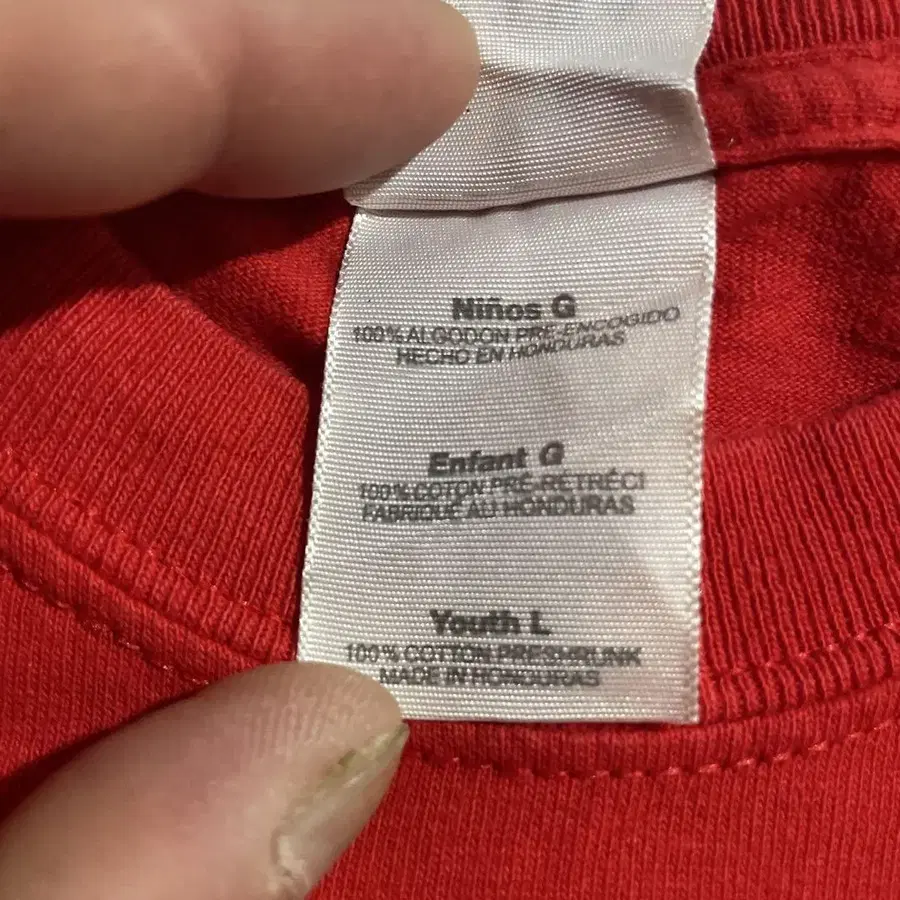 Niños G
100% ALGODON PRE-ENCOGIDO
HECHO EN HONDURAS
Enfant G
100% COTON PRÉ-RÉTRÉCI
FABRIQUÉ AU HONDURAS
Youth L
100% COTTON PRESHRUNK
MADE IN HONDURAS